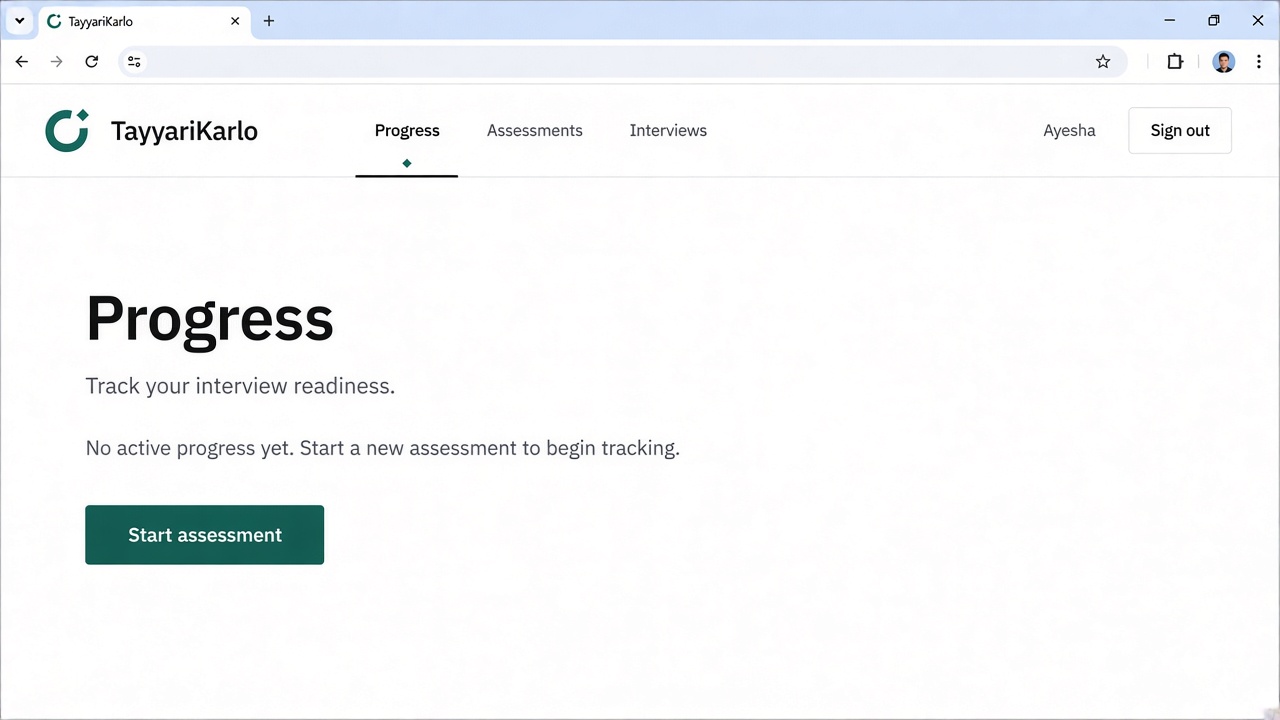 TayyariKarlo
TayyariKarlo
Progress
Assessments
Interviews
Ayesha
Sign out
Progress
Track your interview readiness.
No active progress yet. Start a new assessment to begin tracking.
Start assessment